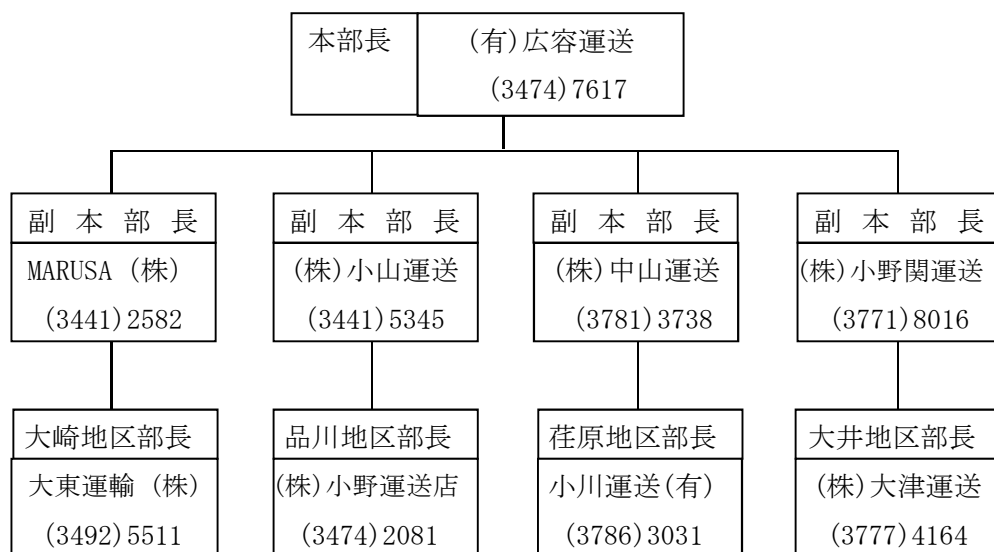 本部長
(有)広容運送
(3474)7617
副本部長
MARUSA (株)
(3441)2582
副本部長
(株)小山運送
(3441)5345
副本部長
(株)中山運送
(3781)3738
副本部長
(株)小野関運送
(3771)8016
大崎地区部長
大東運輸 (株)
(3492)5511
品川地区部長
(株)小野運送店
(3474)2081
荏原地区部長
小川運送(有)
(3786)3031
大井地区部長
(株)大津運送
(3777)4164